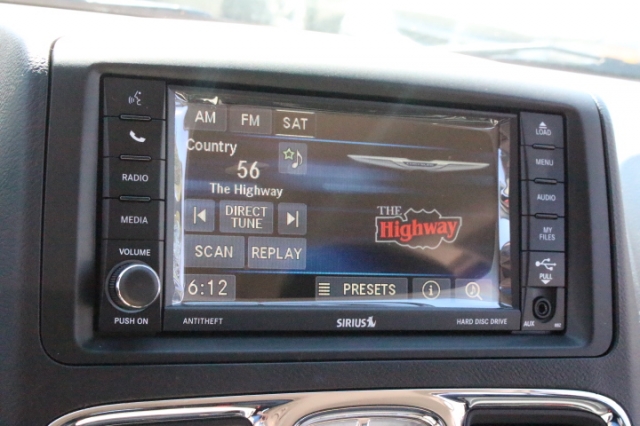 AM FM SAT
Country
56
The Highway
DIRECT
TUNE
SCAN REPLAY
6:12 PRESETS
THE
Highway
RADIO
MEDIA
VOLUME
PUSH ON
ANTITHEFT
SIRIUS
HARD DISC DRIVE
LOAD
MENU
AUDIO
MY
FILES
PULL
AUX